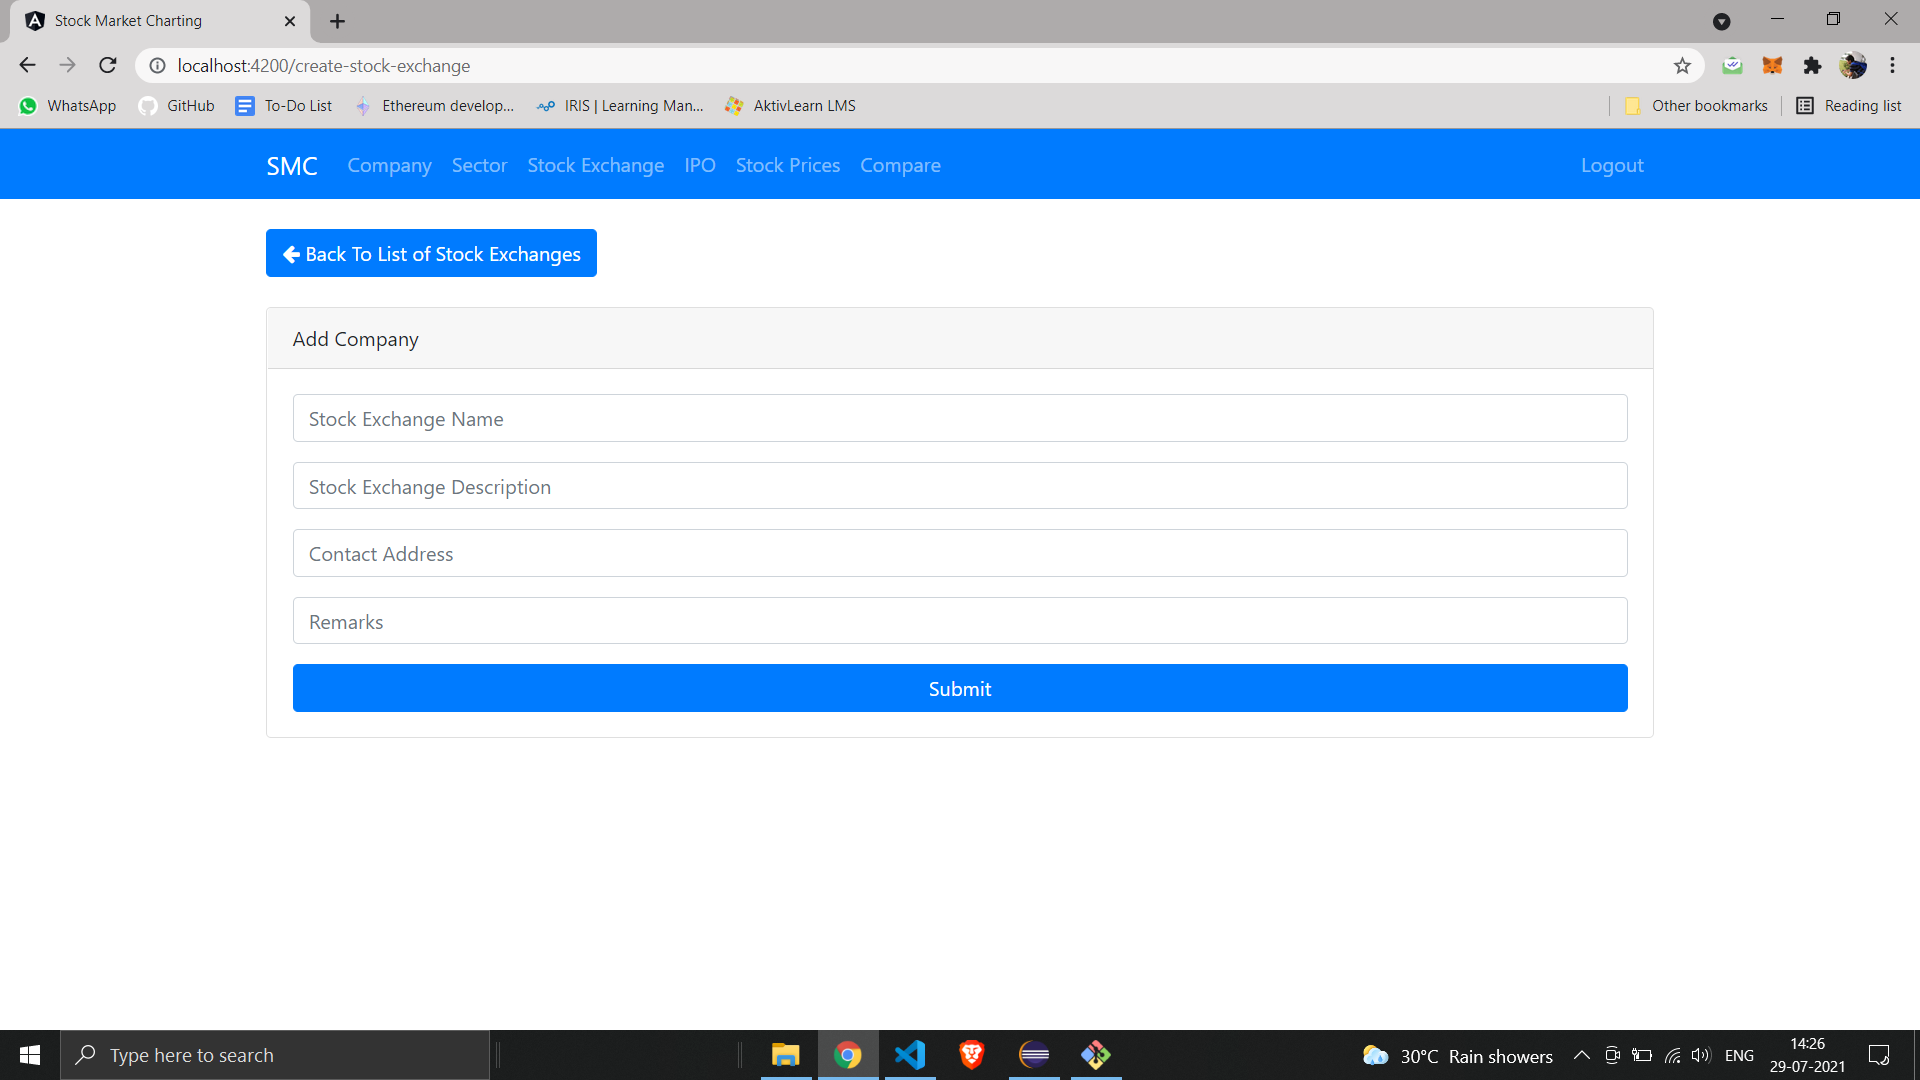 Stock Market Charting
localhost:4200/create-stock-exchange
WhatsApp GitHub To-Do List Ethereum develop... IRIS | Learning Man... AktivLearn LMS Other bookmarks Reading list
SMC Company Sector Stock Exchange IPO Stock Prices Compare Logout
Back To List of Stock Exchanges
Add Company
Stock Exchange Name
Stock Exchange Description
Contact Address
Remarks
Submit
Type here to search
30°C Rain showers
ENG
14:26
29-07-2021